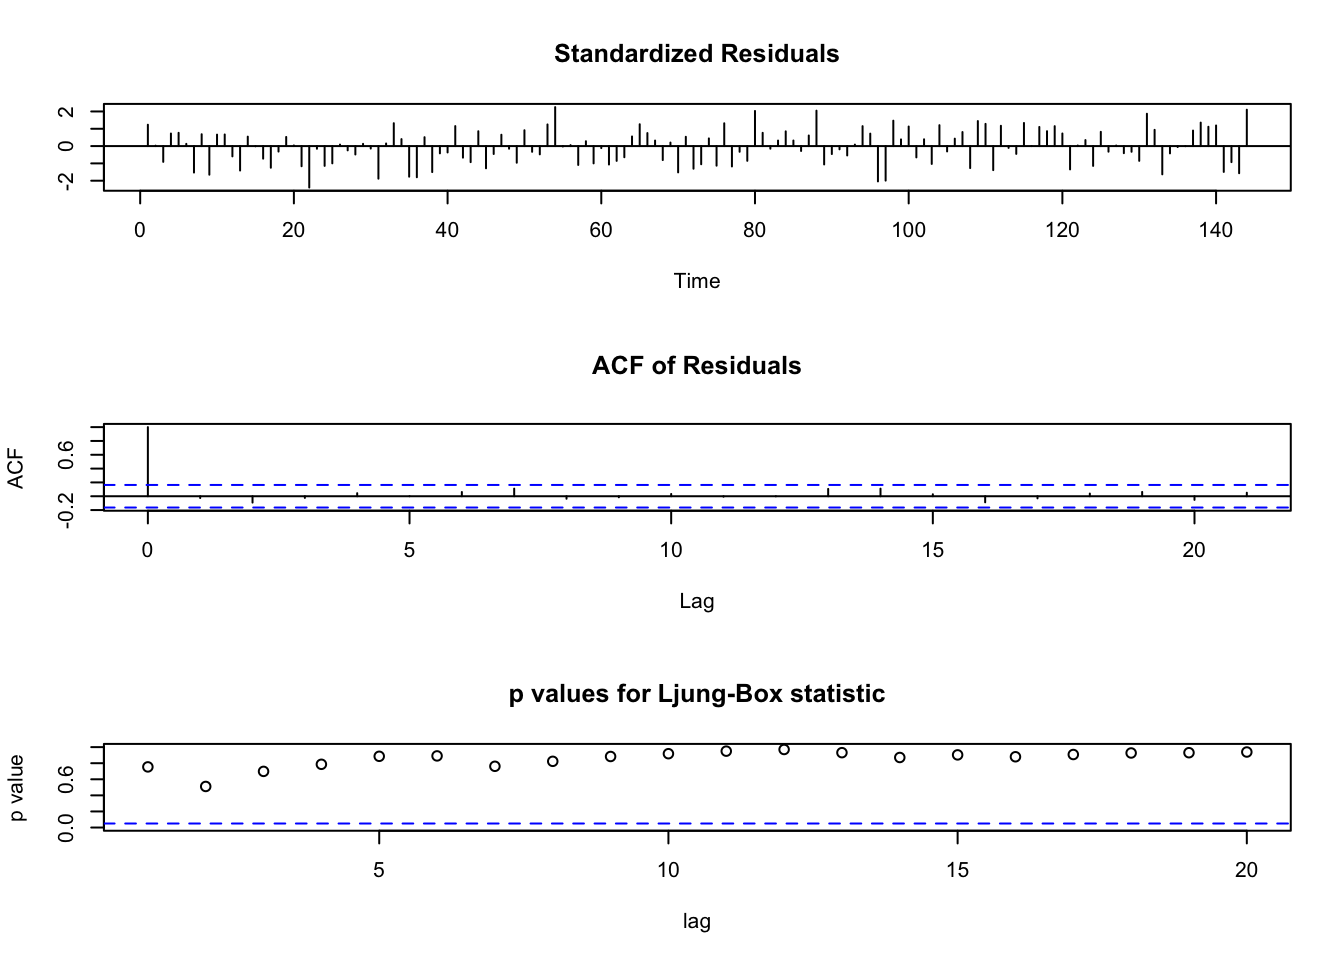 Standardized Residuals
2
0
-2
0 20 40 60 80 100 120 140
Time
ACF of Residuals
ACF
0.6
-0.2
0 5 10 15 20
Lag
p values for Ljung-Box statistic
p value
0.6
0.0
5 10 15 20
lag